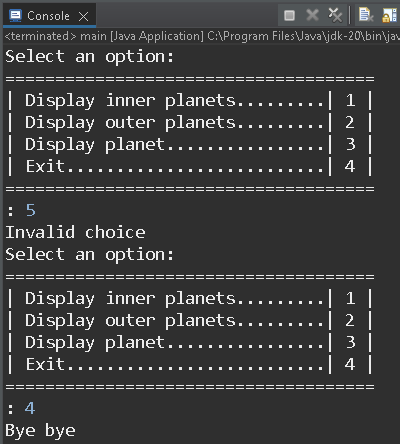 Console
<terminated> main [Java Application] C:\Program Files\Java\jdk-20\bin\jav
Select an option:
=====================================
| Display inner planets.........| 1 |
| Display outer planets.........| 2 |
| Display planet................| 3 |
| Exit..........................| 4 |
=====================================
: 5
Invalid choice
Select an option:
=====================================
| Display inner planets.........| 1 |
| Display outer planets.........| 2 |
| Display planet................| 3 |
| Exit..........................| 4 |
=====================================
: 4
Bye bye